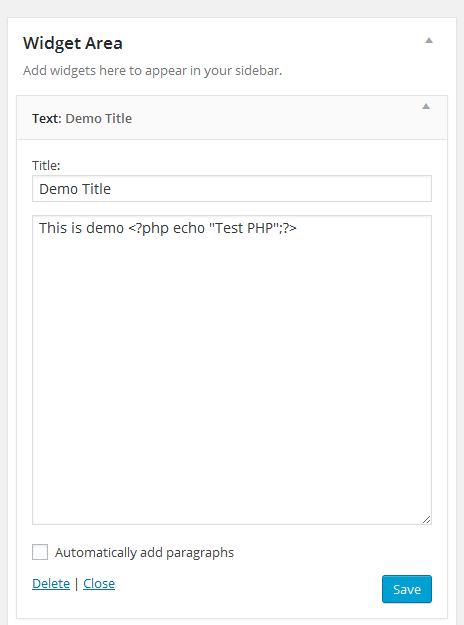 Widget Area
Add widgets here to appear in your sidebar.
Text: Demo Title
Title:
Demo Title
This is demo <?php echo "Test PHP";?>
Automatically add paragraphs
Delete | Close
Save